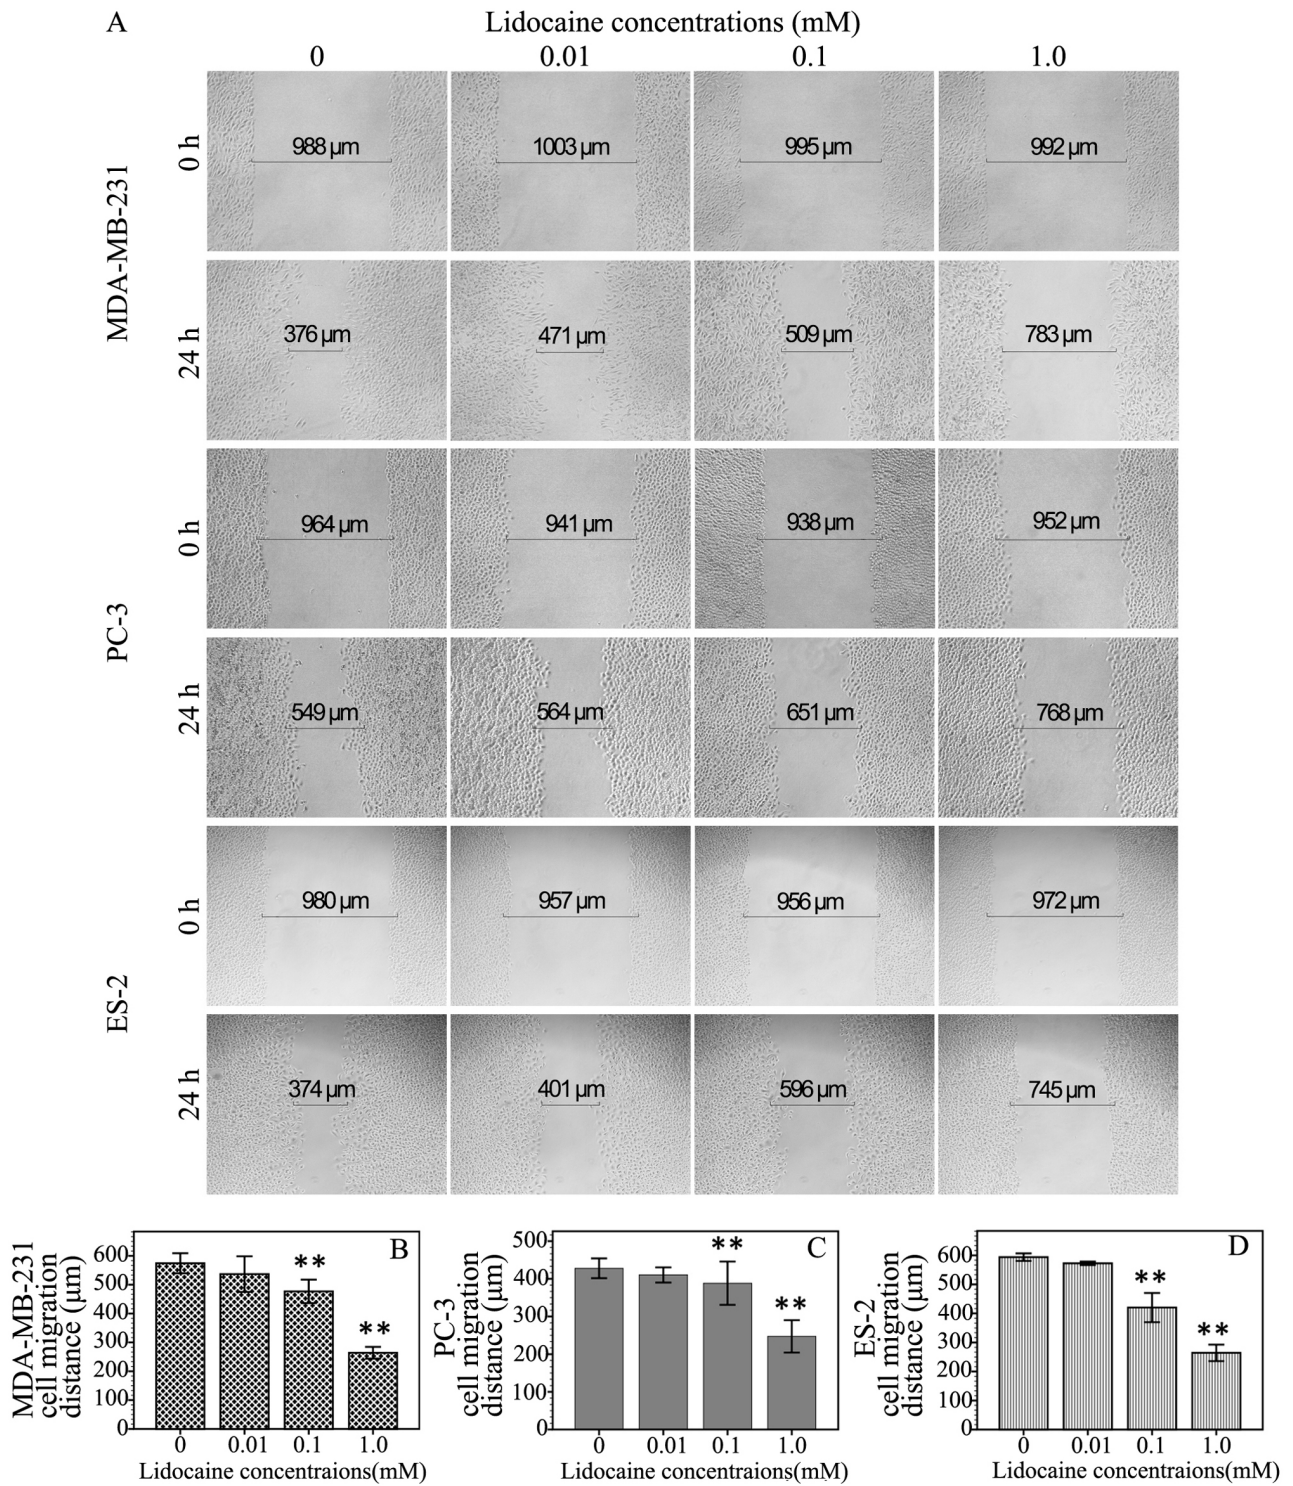 A
Lidocaine concentrations (mM)
0 0.01 0.1 1.0
MDA-MB-231
0 h
988 μm 1003 μm 995 μm 992 μm
24 h
376 μm 471 μm 509 μm 783 μm
PC-3
0 h
964 μm 941 μm 938 μm 952 μm
24 h
549 μm 564 μm 651 μm 768 μm
ES-2
0 h
980 μm 957 μm 956 μm 972 μm
24 h
374 μm 401 μm 596 μm 745 μm
B
MDA-MB-231
cell migration
distance (μm)
600
500
400
300
200
100
0
** **
0 0.01 0.1 1.0
Lidocaine concentraions(mM)
C
PC-3
cell migration
distance (μm)
500
400
300
200
100
0
** **
0 0.01 0.1 1.0
Lidocaine concentraions(mM)
D
ES-2
cell migration
distance (μm)
600
500
400
300
200
100
0
** **
0 0.01 0.1 1.0
Lidocaine concentraions(mM)